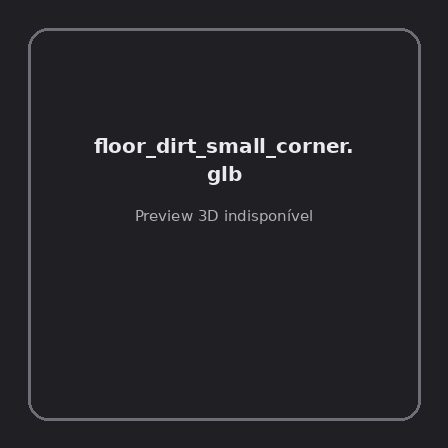 floor_dirt_small_corner.
glb
Preview 3D indisponível